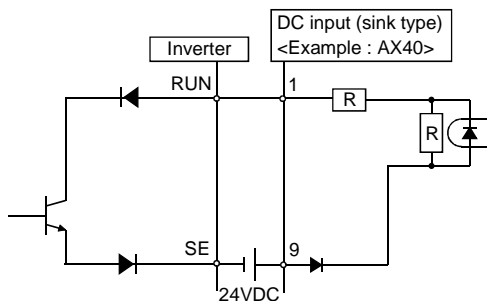 DC input (sink type)
<Example : AX40>
Inverter
RUN
1
R
R
SE
9
24VDC